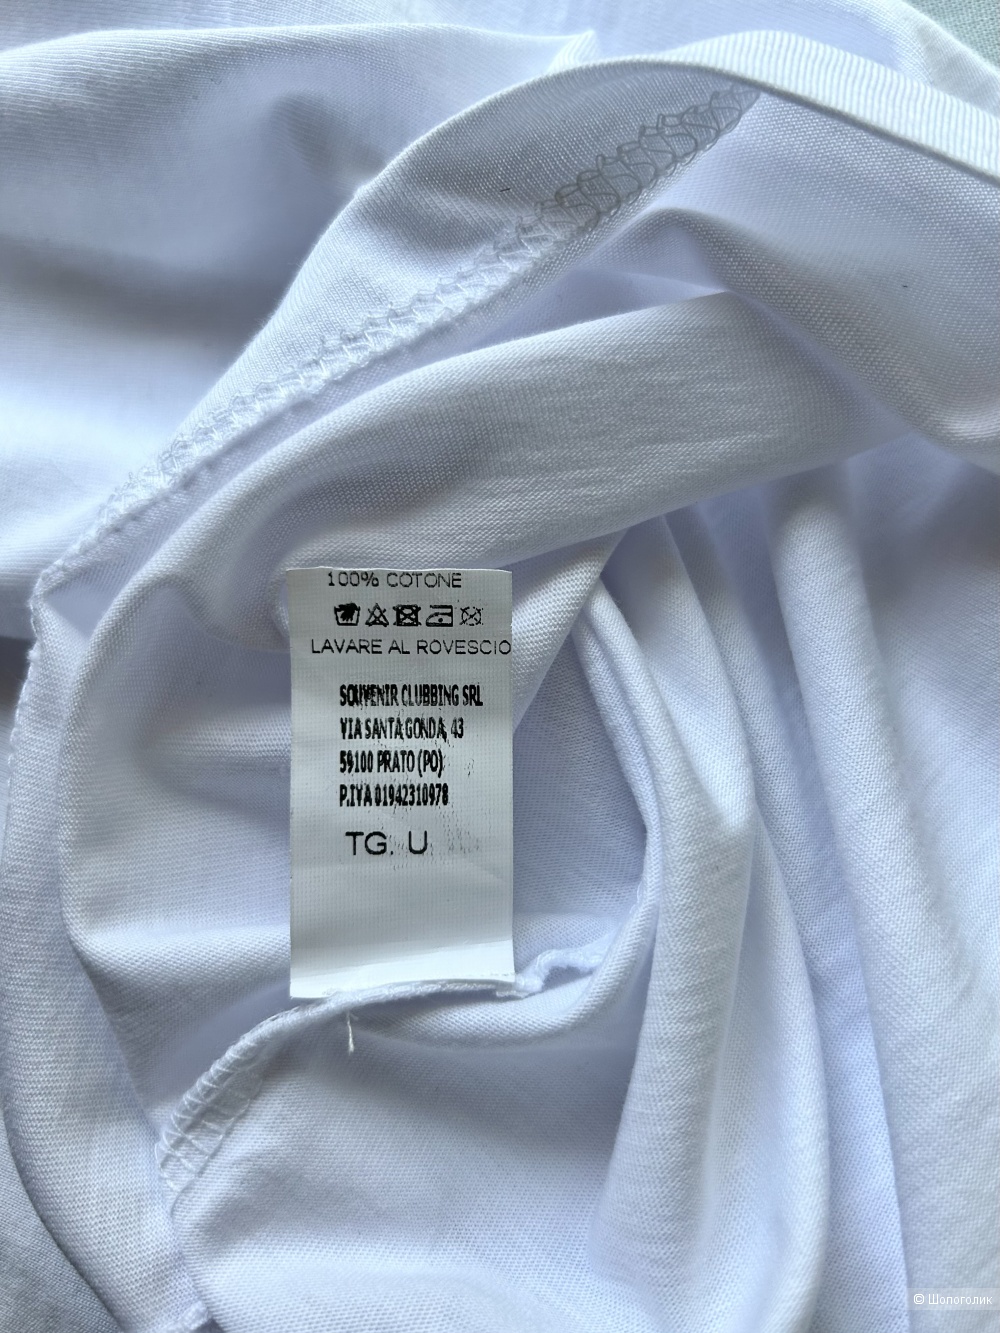 100% COTONE
LAVARE AL ROVESCIO
SOUVENIR CLUBBING SRL
VIA SANTA GONDA, 43
59100 PRATO (PO)
P.IVA 01942310978
TG. U
© Шопоголик